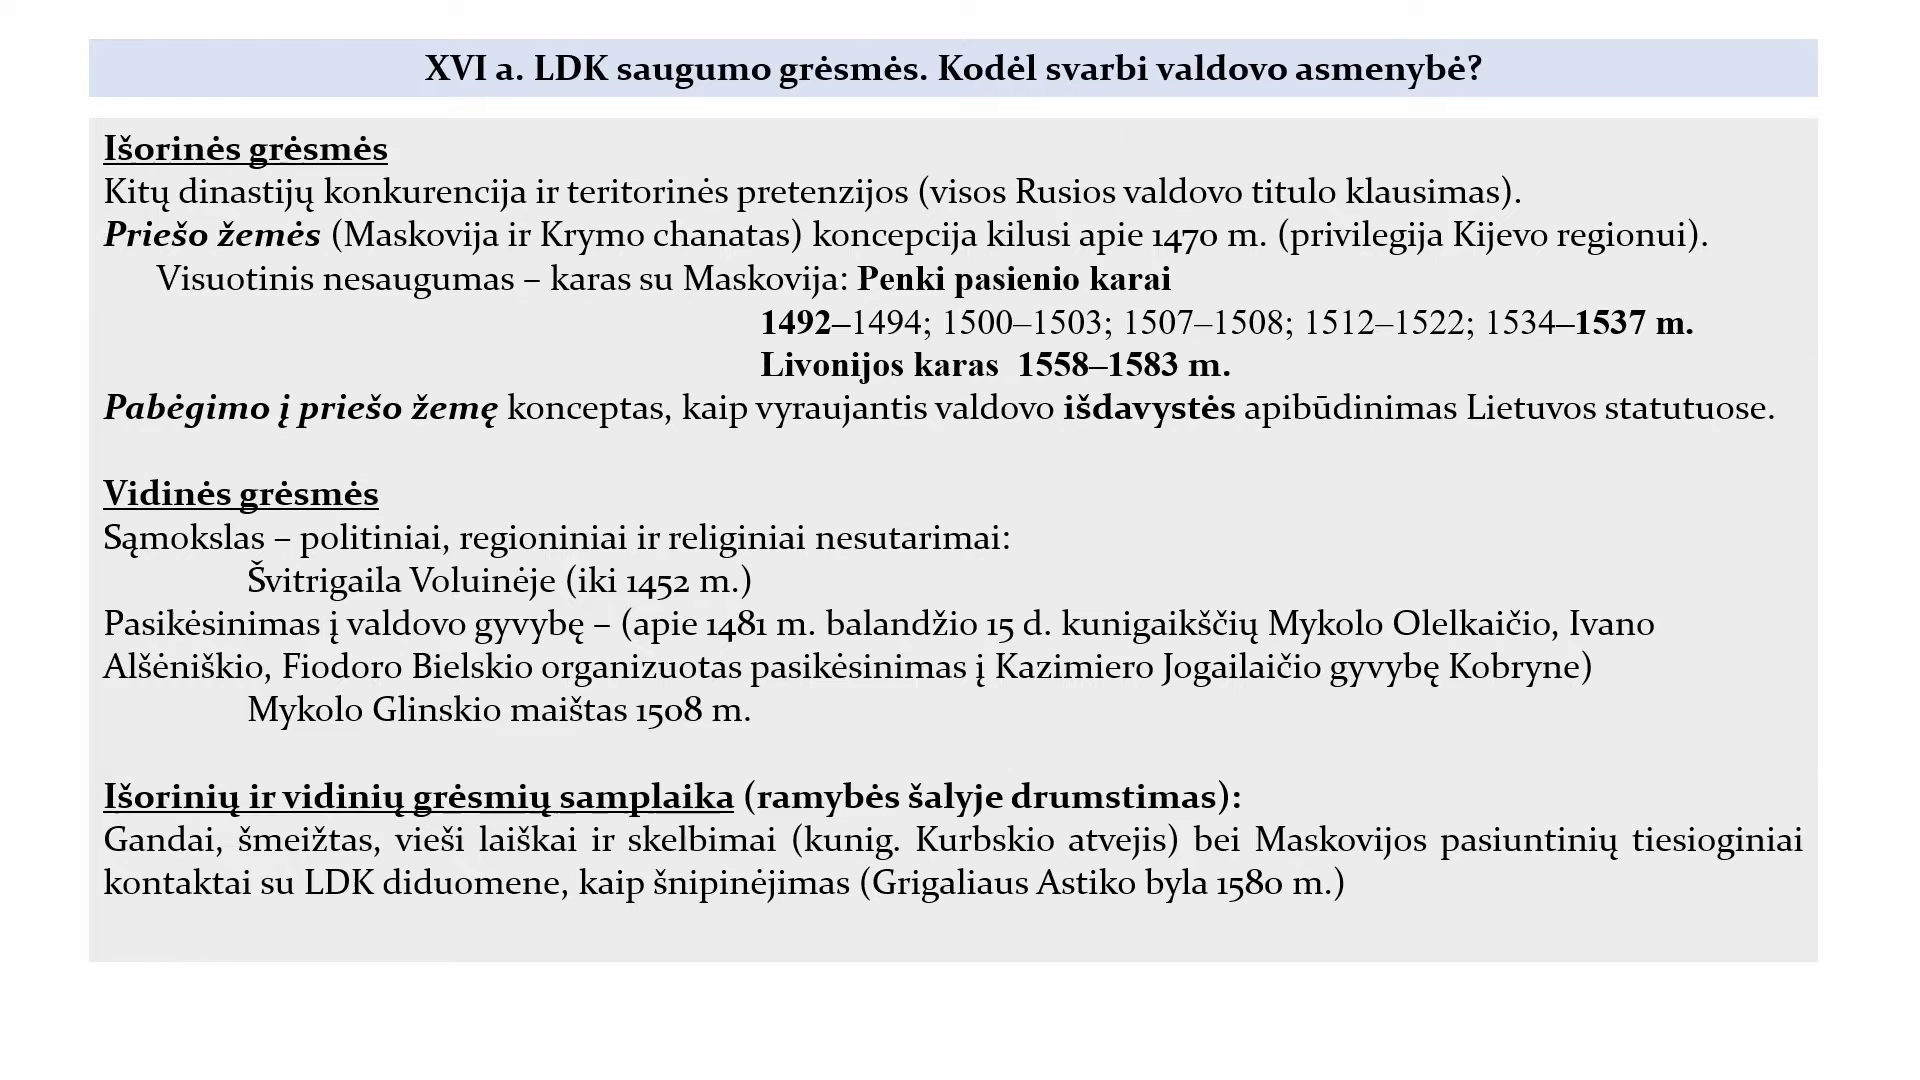 XVI a. LDK saugumo grėsmės. Kodėl svarbi valdovo asmenybė?
Išorinės grėsmės
Kitų dinastijų konkurencija ir teritorinės pretenzijos (visos Rusios valdovo titulo klausimas).
Priešo žemės (Maskovija ir Krymo chanatas) koncepcija kilusi apie 1470 m. (privilegija Kijevo regionui).
Visuotinis nesaugumas – karas su Maskovija: Penki pasienio karai
1492–1494; 1500–1503; 1507–1508; 1512–1522; 1534–1537 m.
Livonijos karas 1558–1583 m.
Pabėgimo į priešo žemę konceptas, kaip vyraujantis valdovo išdavystės apibūdinimas Lietuvos statutuose.
Vidinės grėsmės
Sąmokslas – politiniai, regioniniai ir religiniai nesutarimai:
Švitrigaila Voluinėje (iki 1452 m.)
Pasikėsinimas į valdovo gyvybę – (apie 1481 m. balandžio 15 d. kunigaikščių Mykolo Olelkaičio, Ivano
Alšėniškio, Fiodoro Bielskio organizuotas pasikėsinimas į Kazimiero Jogailaičio gyvybę Kobryne)
Mykolo Glinskio maištas 1508 m.
Išorinių ir vidinių grėsmių samplaika (ramybės šalyje drumstimas):
Gandai, šmeižtas, vieši laiškai ir skelbimai (kunig. Kurbskio atvejis) bei Maskovijos pasiuntinių tiesioginiai
kontaktai su LDK diduomene, kaip šnipinėjimas (Grigaliaus Astiko byla 1580 m.)